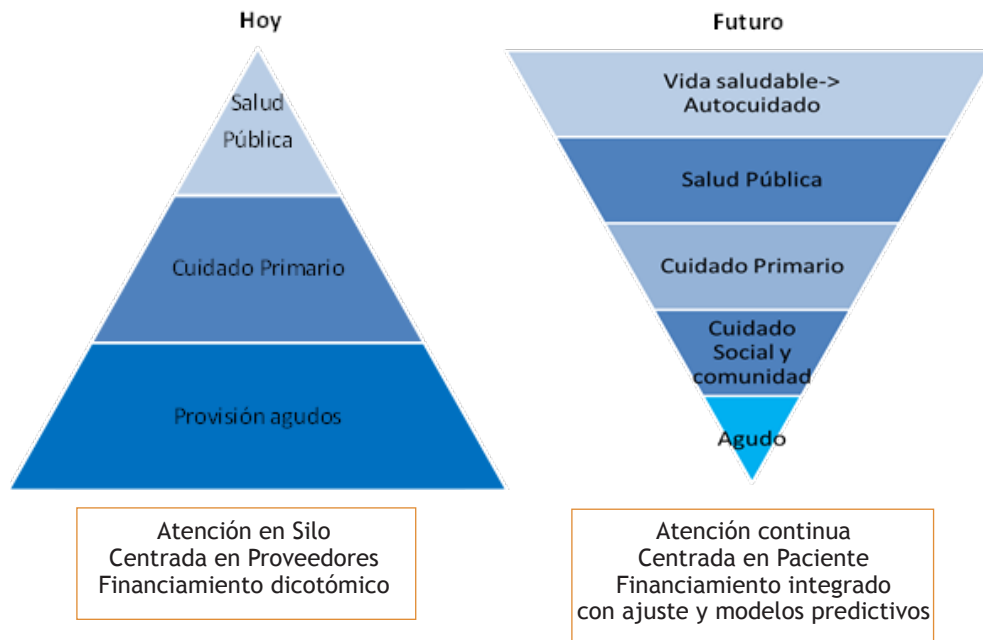 Hoy
Salud
Pública
Cuidado Primario
Provisión agudos
Atención en Silo
Centrada en Proveedores
Financiamiento dicotómico
Futuro
Vida saludable->
Autocuidado
Salud Pública
Cuidado Primario
Cuidado
Social y
comunidad
Agudo
Atención continua
Centrada en Paciente
Financiamiento integrado
con ajuste y modelos predictivos